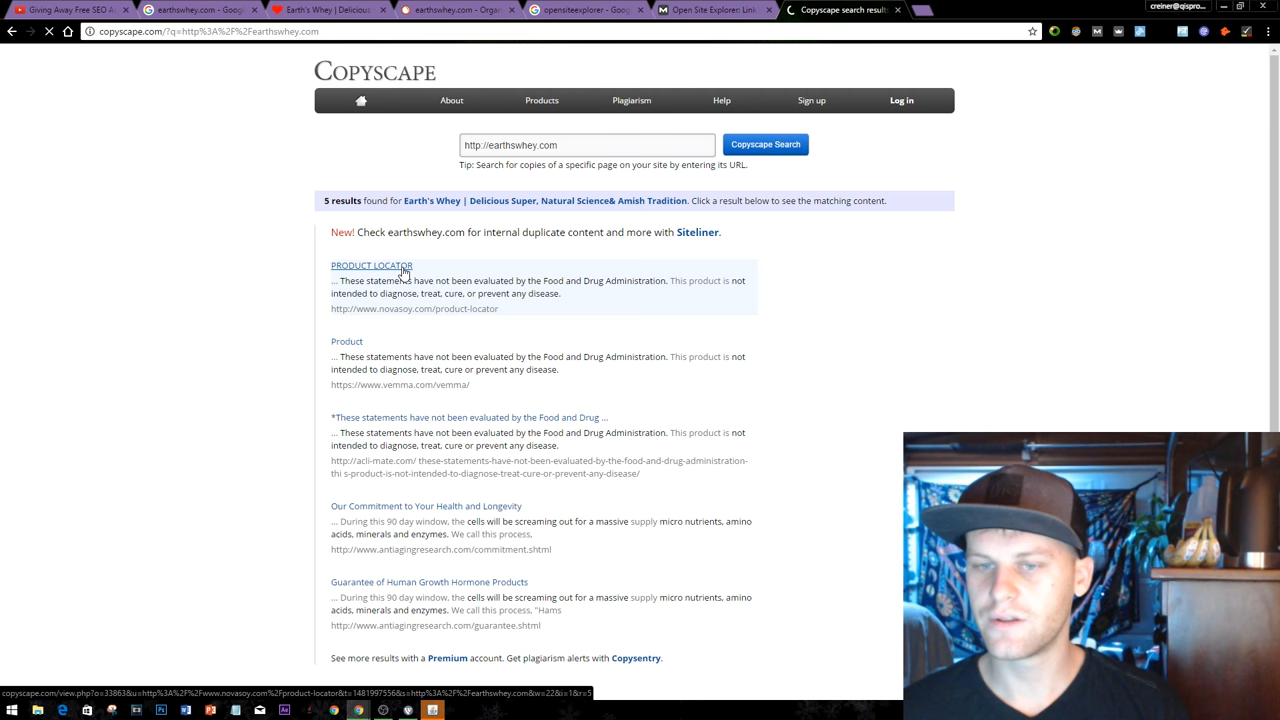 Giving Away Free SEO A
earthswhey.com - Googl
Earth's Whey | Delicious
earthswhey.com - Organ
opensiteexplorer - Goog
Open Site Explorer: Link
Copyscape search result
creiner@qispro...
copyscape.com/?q=http%3A%2F%2Fearthswhey.com
COPYSCAPE
About Products Plagiarism Help Sign up Log in
http://earthswhey.com Copyscape Search
Tip: Search for copies of a specific page on your site by entering its URL.
5 results found for Earth's Whey | Delicious Super, Natural Science& Amish Tradition. Click a result below to see the matching content.
New! Check earthswhey.com for internal duplicate content and more with Siteliner.
PRODUCT LOCATOR
... These statements have not been evaluated by the Food and Drug Administration. This product is not
intended to diagnose, treat, cure, or prevent any disease.
http://www.novasoy.com/product-locator
Product
... These statements have not been evaluated by the Food and Drug Administration. This product is not
intended to diagnose, treat, cure or prevent any disease.
https://www.vemma.com/vemma/
*These statements have not been evaluated by the Food and Drug ...
... These statements have not been evaluated by the Food and Drug Administration. This product is not
intended to diagnose, treat, cure or prevent any disease.
http://acli-mate.com/ these-statements-have-not-been-evaluated-by-the-food-and-drug-administration-
thi s-product-is-not-intended-to-diagnose-treat-cure-or-prevent-any-disease/
Our Commitment to Your Health and Longevity
... During this 90 day window, the cells will be screaming out for a massive supply micro nutrients, amino
acids, minerals and enzymes. We call this process,
http://www.antiagingresearch.com/commitment.shtml
Guarantee of Human Growth Hormone Products
... During this 90 day window, the cells will be screaming out for a massive supply micro nutrients, amino
acids, minerals and enzymes. We call this process, "Hams
http://www.antiagingresearch.com/guarantee.shtml
See more results with a Premium account. Get plagiarism alerts with Copysentry.
copyscape.com/view.php?o=33863&u=http%3A%2F%2Fwww.novasoy.com%2Fproduct-locator&t=1481997556&s=http%3A%2F%2Fearthswhey.com&w=22&i=1&r=5